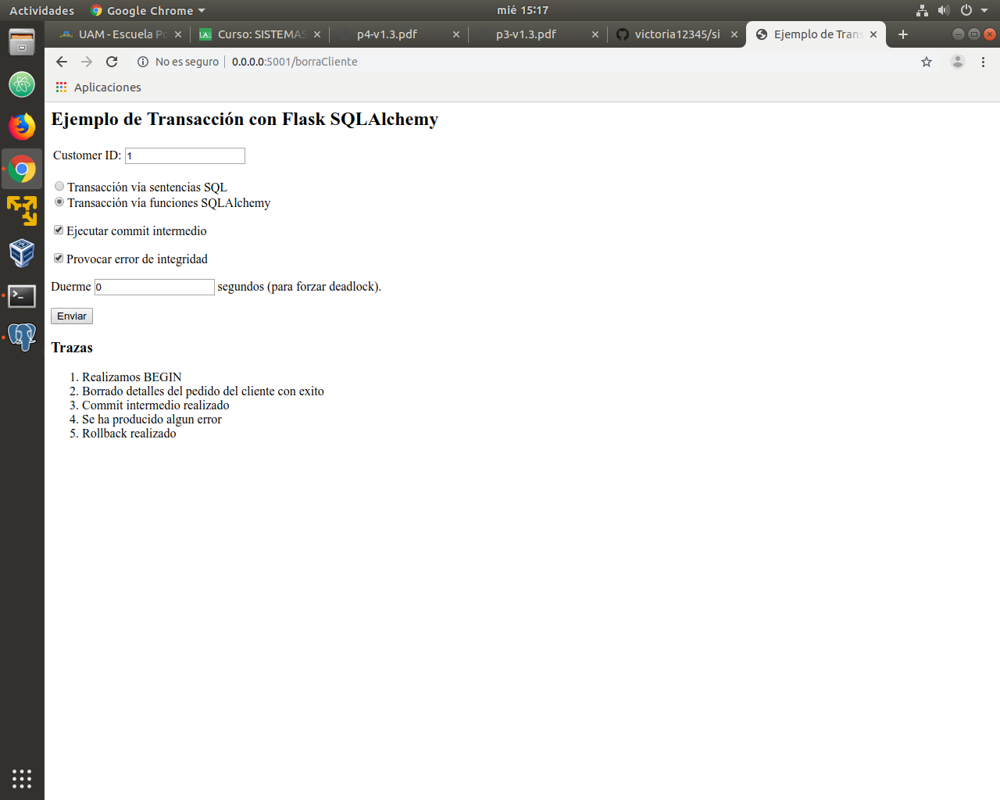 Actividades
Google Chrome
mié 15:17
UAM - Escuela Po
Curso: SISTEMAS
p4-v1.3.pdf
p3-v1.3.pdf
victoria12345/si
Ejemplo de Trans
No es seguro
0.0.0.0:5001/borraCliente
Aplicaciones
Ejemplo de Transacción con Flask SQLAlchemy
Customer ID: 1
Transacción vía sentencias SQL
Transacción vía funciones SQLAlchemy
Ejecutar commit intermedio
Provocar error de integridad
Duerme 0 segundos (para forzar deadlock).
Enviar
Trazas
1. Realizamos BEGIN
2. Borrado detalles del pedido del cliente con exito
3. Commit intermedio realizado
4. Se ha producido algun error
5. Rollback realizado